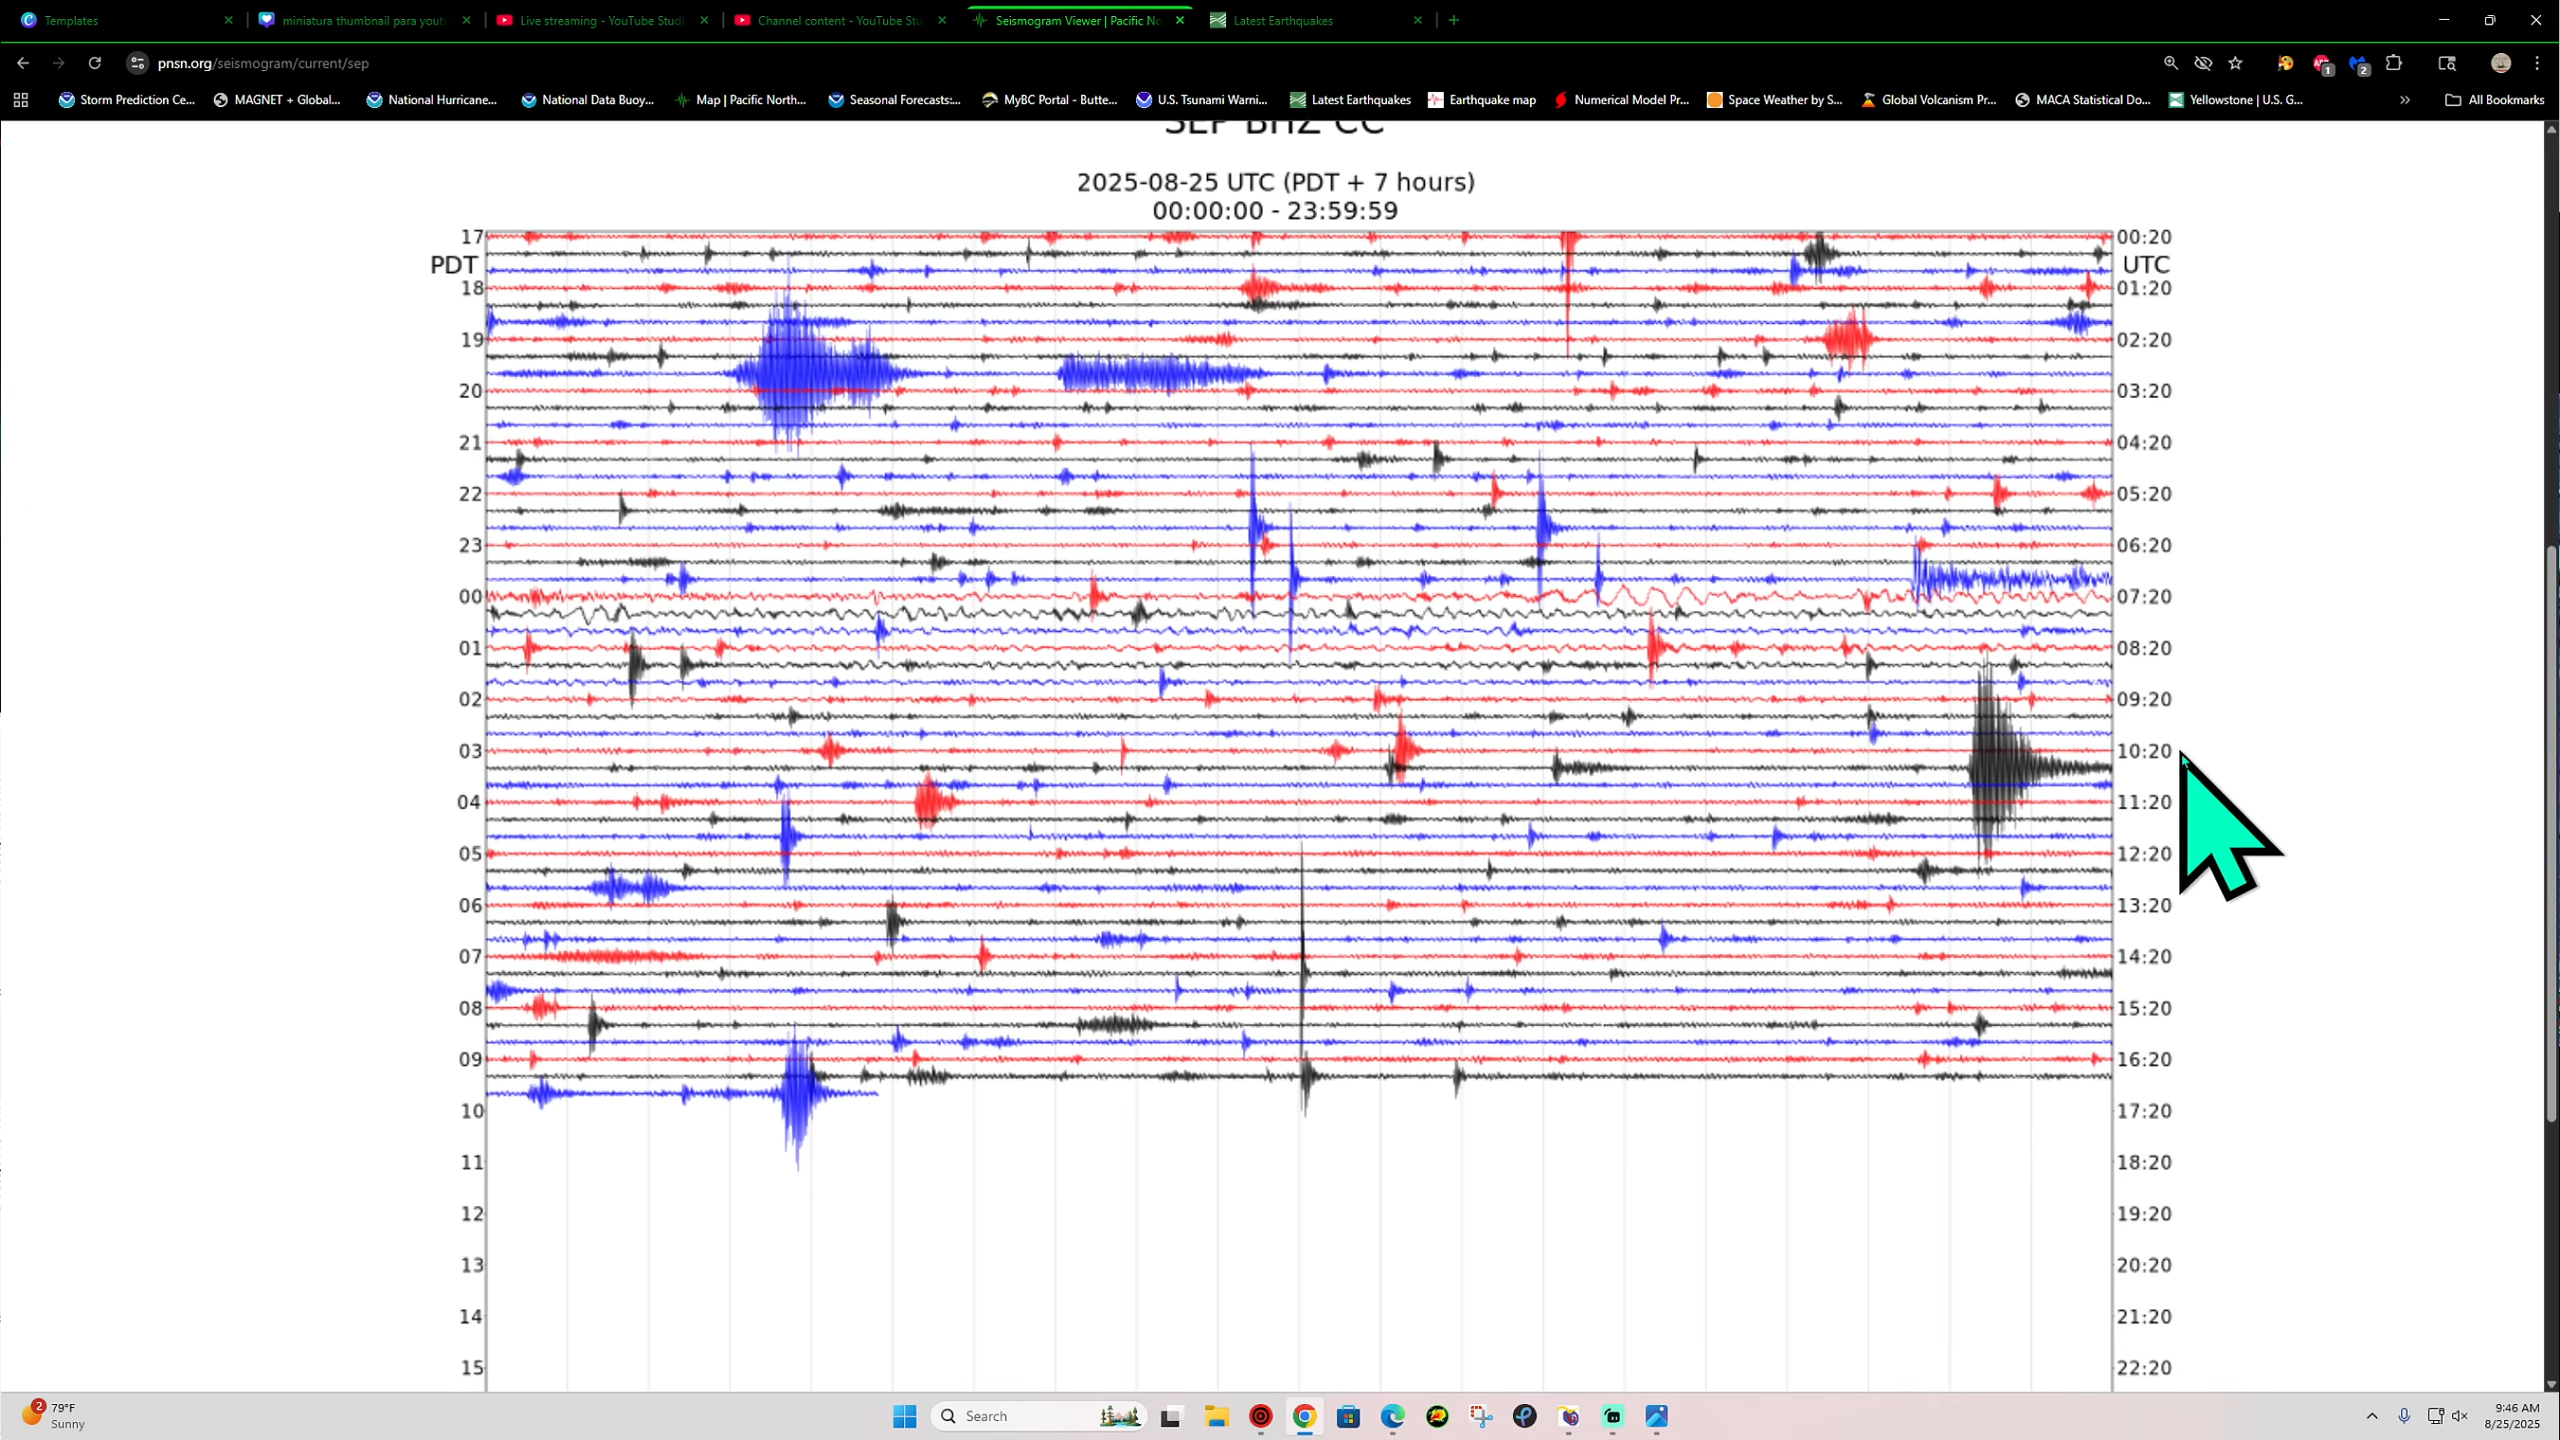 Templates
miniatura thumbnail para yout
Live streaming - YouTube Studi
Channel content - YouTube Stu
Seismogram Viewer | Pacific No
Latest Earthquakes
pnsn.org/seismogram/current/sep
1
2
Storm Prediction Ce...
MAGNET + Global...
National Hurricane...
National Data Buoy...
Map | Pacific North...
Seasonal Forecasts:...
MyBC Portal - Butte...
U.S. Tsunami Warni...
Latest Earthquakes
Earthquake map
Numerical Model Pr...
Space Weather by S...
Global Volcanism Pr...
MACA Statistical Do...
Yellowstone | U.S. G...
All Bookmarks
SEP BHZ CC
2025-08-25 UTC (PDT + 7 hours)
00:00:00 - 23:59:59
17 00:20
PDT UTC
18 01:20
19 02:20
20 03:20
21 04:20
22 05:20
23 06:20
00 07:20
01 08:20
02 09:20
03 10:20
04 11:20
05 12:20
06 13:20
07 14:20
08 15:20
09 16:20
10 17:20
11 18:20
12 19:20
13 20:20
14 21:20
15 22:20
2
79°F
Sunny
Search
9:46 AM
8/25/2025